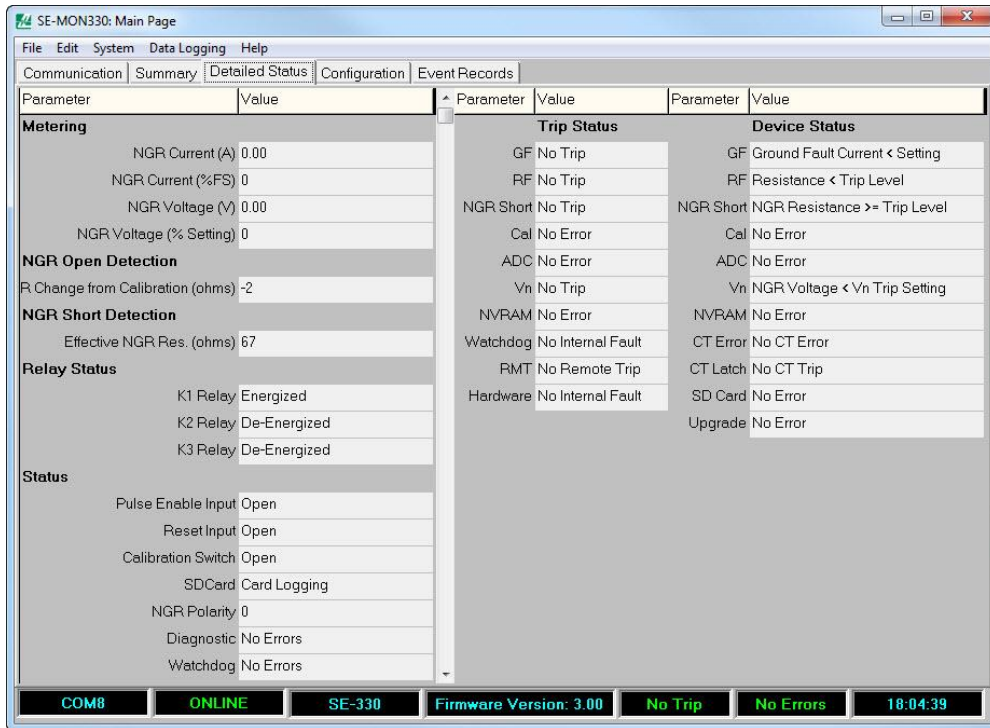 SE-MON330: Main Page
File Edit System Data Logging Help
Communication Summary Detailed Status Configuration Event Records
Parameter Value
Metering
NGR Current (A) 0.00
NGR Current (%FS) 0
NGR Voltage (V) 0.00
NGR Voltage (% Setting) 0
NGR Open Detection
R Change from Calibration (ohms) -2
NGR Short Detection
Effective NGR Res. (ohms) 67
Relay Status
K1 Relay Energized
K2 Relay De-Energized
K3 Relay De-Energized
Status
Pulse Enable Input Open
Reset Input Open
Calibration Switch Open
SDCard Card Logging
NGR Polarity 0
Diagnostic No Errors
Watchdog No Errors
Parameter Value
Trip Status
GF No Trip
RF No Trip
NGR Short No Trip
Cal No Error
ADC No Error
Vn No Trip
NVRAM No Error
Watchdog No Internal Fault
RMT No Remote Trip
Hardware No Internal Fault
Parameter Value
Device Status
GF Ground Fault Current < Setting
RF Resistance < Trip Level
NGR Short NGR Resistance >= Trip Level
Cal No Error
ADC No Error
Vn NGR Voltage < Vn Trip Setting
NVRAM No Error
CT Error No CT Error
CT Latch No CT Trip
SD Card No Error
Upgrade No Error
COM8 ONLINE SE-330 Firmware Version: 3.00 No Trip No Errors 18:04:39